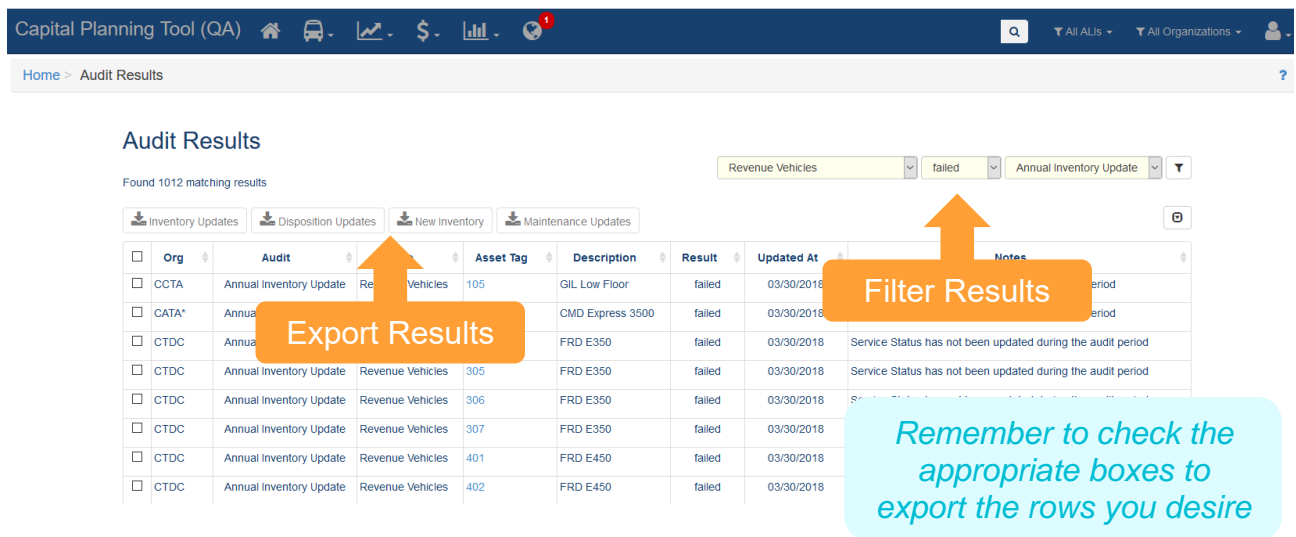 Capital Planning Tool (QA) $ 1 All ALIs All Organizations
Home > Audit Results ?
Audit Results
Found 1012 matching results
Revenue Vehicles failed Annual Inventory Update
Inventory Updates Disposition Updates New Inventory Maintenance Updates
Org Audit Asset Tag Description Result Updated At Notes
CCTA Annual Inventory Update Revenue Vehicles 105 GIL Low Floor failed 03/30/2018 period
CATA* CMD Express 3500 failed 03/30/2018 period
Filter Results
Export Results
CTDC FRD E350 failed 03/30/2018 Service Status has not been updated during the audit period
CTDC Annual Inventory Update Revenue Vehicles 305 FRD E350 failed 03/30/2018 Service Status has not been updated during the audit period
CTDC Annual Inventory Update Revenue Vehicles 306 FRD E350 failed 03/30/2018
CTDC Annual Inventory Update Revenue Vehicles 307 FRD E350 failed 03/30/2018
CTDC Annual Inventory Update Revenue Vehicles 401 FRD E450 failed 03/30/2018
CTDC Annual Inventory Update Revenue Vehicles 402 FRD E450 failed 03/30/2018
Remember to check the
appropriate boxes to
export the rows you desire